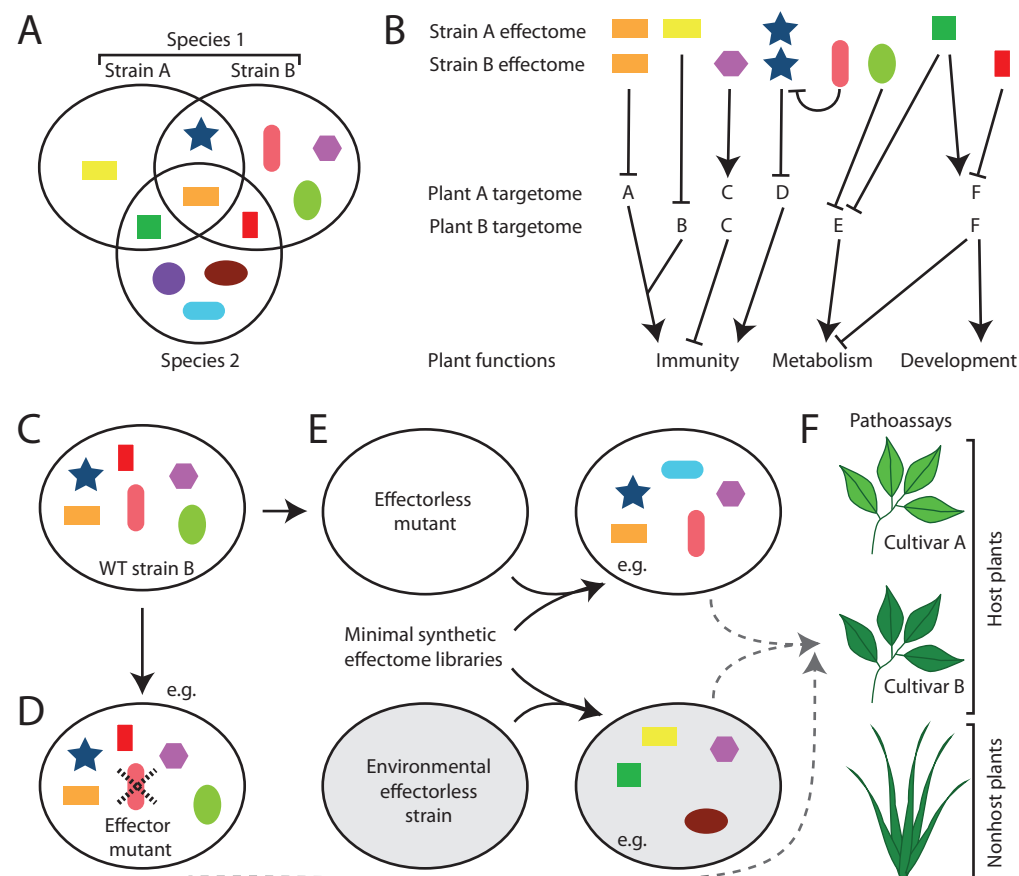 A
Species 1
Strain A
Strain B
Species 2
B
Strain A effectome
Strain B effectome
Plant A targetome
A
C
D
F
Plant B targetome
B
C
E
F
Plant functions
Immunity
Metabolism
Development
C
WT strain B
D
e.g.
Effector
mutant
E
Effectorless
mutant
e.g.
Minimal synthetic
effectome libraries
Environmental
effectorless
strain
e.g.
F
Pathoassays
Cultivar A
Cultivar B
Host plants
Nonhost plants